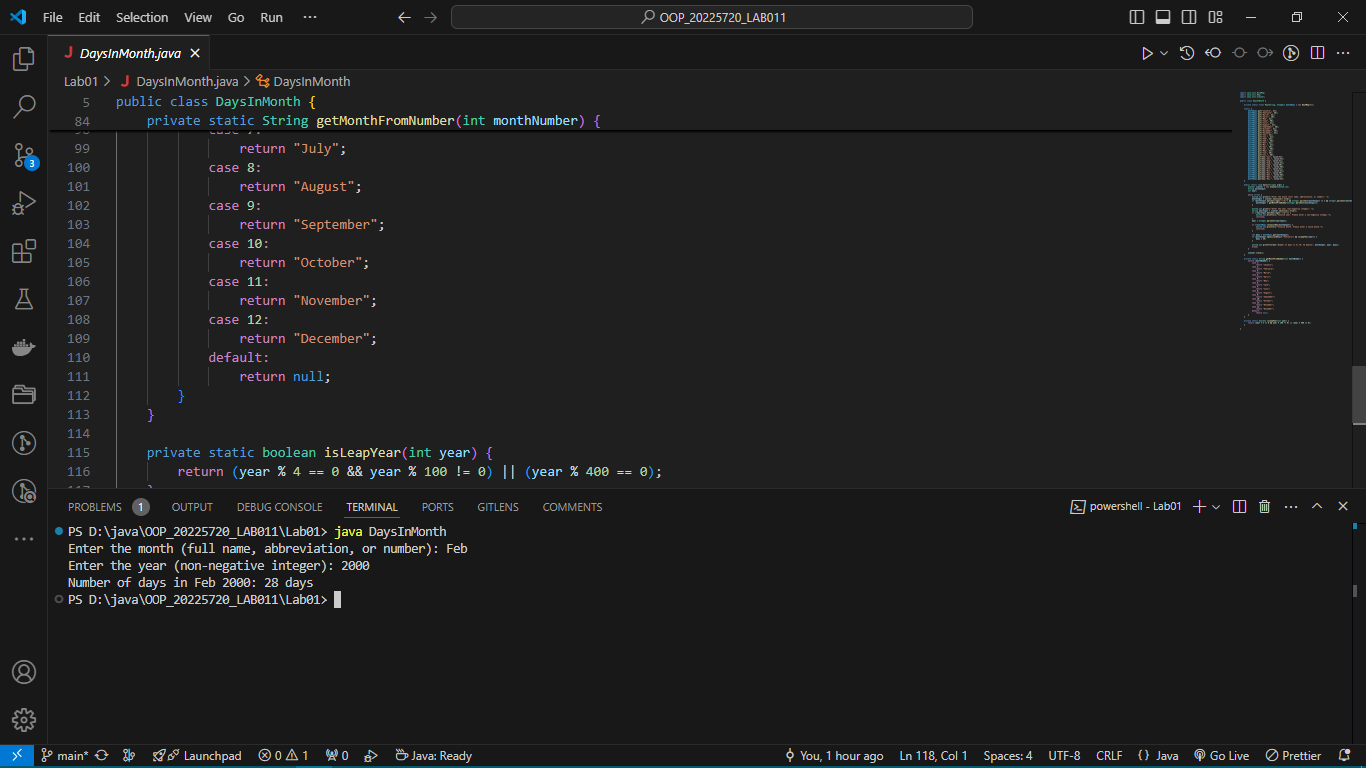 File Edit Selection View Go Run ··· OOP_20225720_LAB011
J DaysInMonth.java
Lab01 > J DaysInMonth.java > DaysInMonth
5 public class DaysInMonth {
84 private static String getMonthFromNumber(int monthNumber) {
99 return "July";
100 case 8:
101 return "August";
102 case 9:
103 return "September";
104 case 10:
105 return "October";
106 case 11:
107 return "November";
108 case 12:
109 return "December";
110 default:
111 return null;
112 }
113 }
114
115 private static boolean isLeapYear(int year) {
116 return (year % 4 == 0 && year % 100 != 0) || (year % 400 == 0);
3
PROBLEMS 1 OUTPUT DEBUG CONSOLE TERMINAL PORTS GITLENS COMMENTS powershell - Lab01
PS D:\java\OOP_20225720_LAB011\Lab01> java DaysInMonth
Enter the month (full name, abbreviation, or number): Feb
Enter the year (non-negative integer): 2000
Number of days in Feb 2000: 28 days
PS D:\java\OOP_20225720_LAB011\Lab01>
main* Launchpad 0 1 0 Java: Ready You, 1 hour ago Ln 118, Col 1 Spaces: 4 UTF-8 CRLF {} Java Go Live Prettier